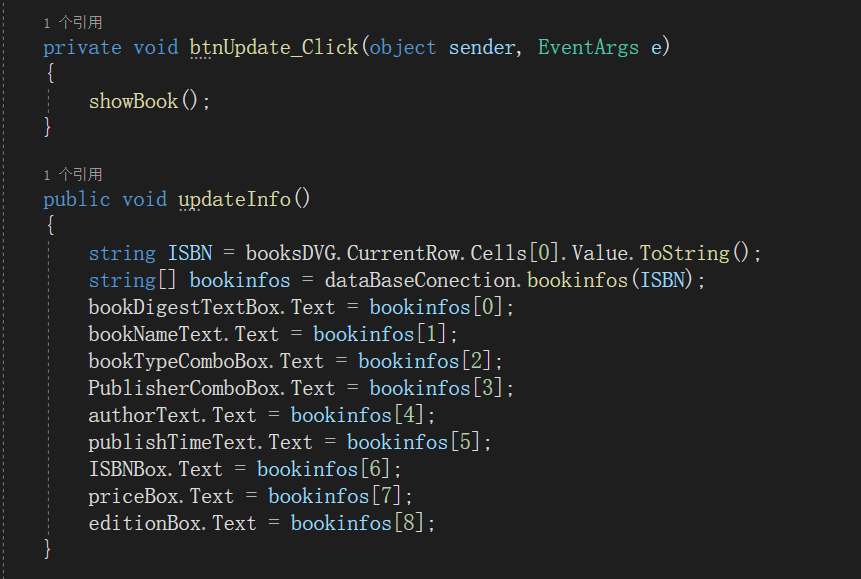 1 个引用
private void btnUpdate_Click(object sender, EventArgs e)
{
showBook();
}
1 个引用
public void updateInfo()
{
string ISBN = booksDVG.CurrentRow.Cells[0].Value.ToString();
string[] bookinfos = dataBaseConection.bookinfos(ISBN);
bookDigestTextBox.Text = bookinfos[0];
bookNameText.Text = bookinfos[1];
bookTypeComboBox.Text = bookinfos[2];
PublisherComboBox.Text = bookinfos[3];
authorText.Text = bookinfos[4];
publishTimeText.Text = bookinfos[5];
ISBNBox.Text = bookinfos[6];
priceBox.Text = bookinfos[7];
editionBox.Text = bookinfos[8];
}